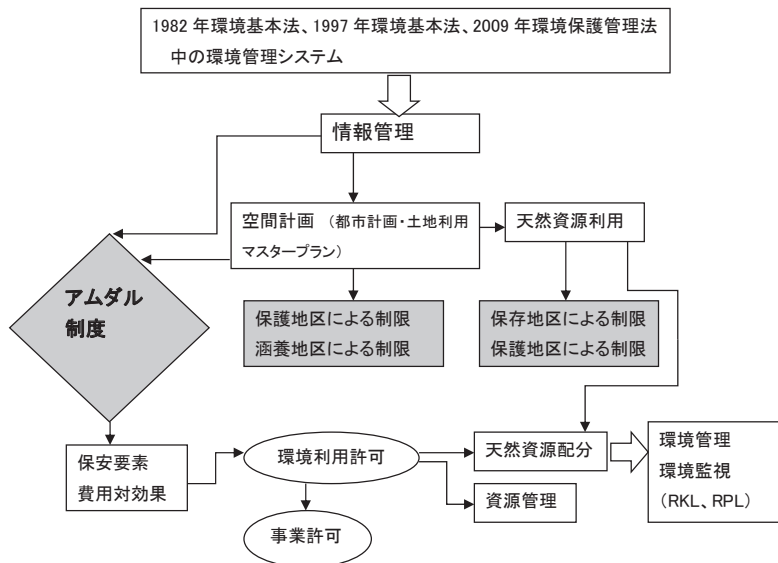 1982 年環境基本法、1997 年環境基本法、2009 年環境保護管理法
中の環境管理システム
情報管理
空間計画 （都市計画・土地利用
マスタープラン）
天然資源利用
アムダル
制度
保護地区による制限
涵養地区による制限
保存地区による制限
保護地区による制限
保安要素
費用対効果
環境利用許可
天然資源配分
環境管理
環境監視
（RKL、RPL）
資源管理
事業許可